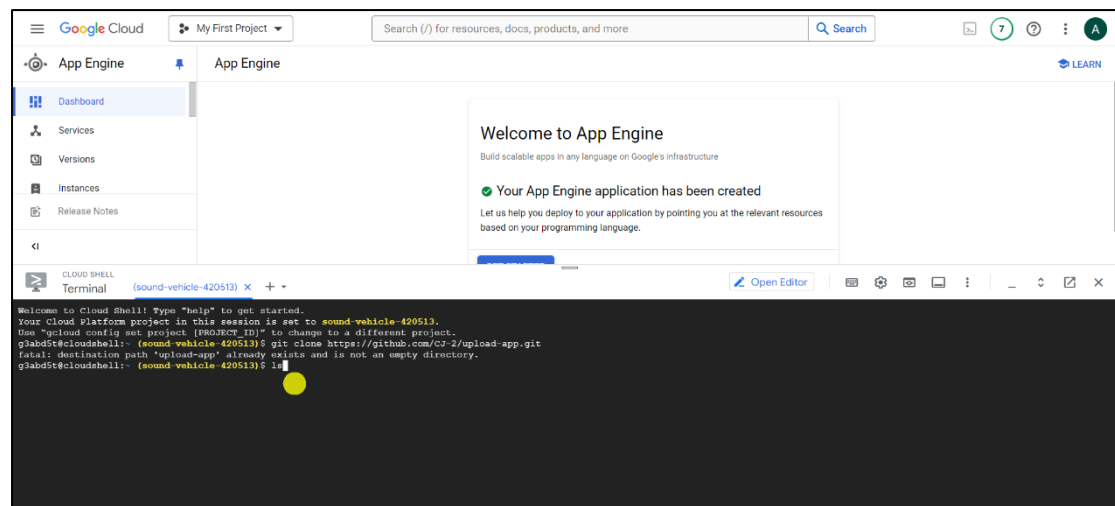 Google Cloud
My First Project
Search (/) for resources, docs, products, and more
Search
7
A
App Engine
App Engine
LEARN
Dashboard
Services
Versions
Instances
Release Notes
Welcome to App Engine
Build scalable apps in any language on Google's infrastructure
Your App Engine application has been created
Let us help you deploy to your application by pointing you at the relevant resources
based on your programming language.
CLOUD SHELL
Terminal
(sound-vehicle-420513)
Open Editor
Welcome to Cloud Shell! Type "help" to get started.
Your Cloud Platform project in this session is set to sound-vehicle-420513.
Use "gcloud config set project [PROJECT_ID]" to change to a different project.
g3abd5t@cloudshell:~ (sound-vehicle-420513)$ git clone https://github.com/CJ-2/upload-app.git
fatal: destination path 'upload-app' already exists and is not an empty directory.
g3abd5t@cloudshell:~ (sound-vehicle-420513)$ ls